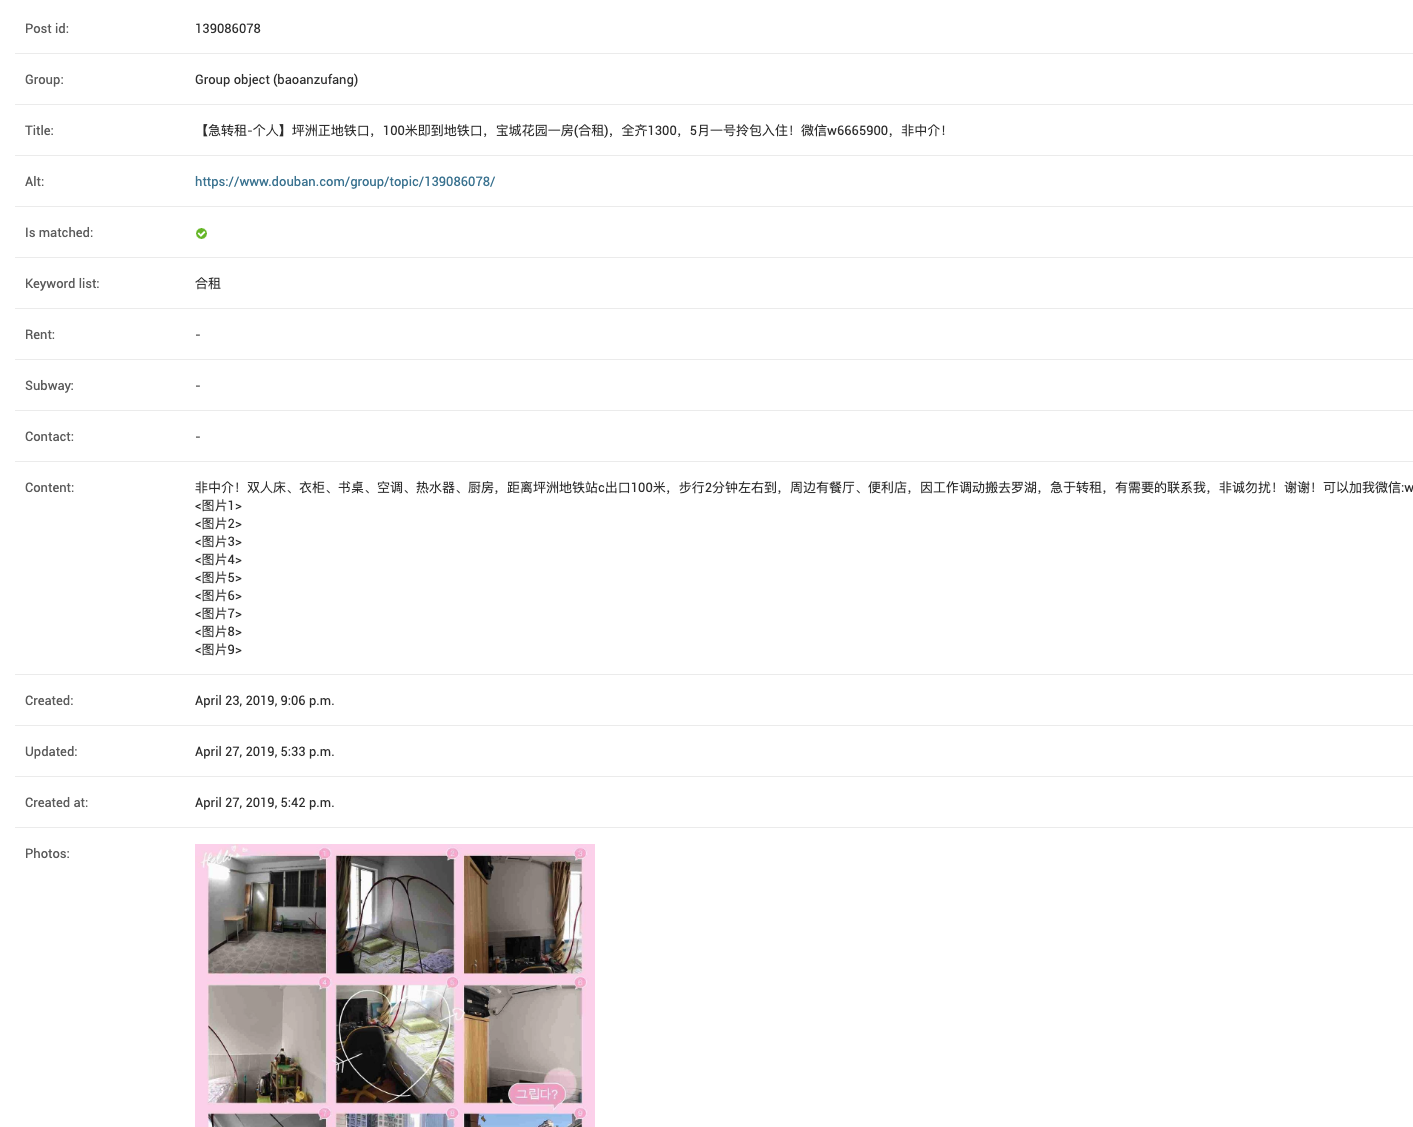 Post id: 139086078
Group: Group object (baoanzufang)
Title: 【急转租-个人】坪洲正地铁口，100米即到地铁口，宝城花园一房(合租)，全齐1300，5月一号拎包入住！微信w6665900，非中介！
Alt: https://www.douban.com/group/topic/139086078/
Is matched:
Keyword list: 合租
Rent: -
Subway: -
Contact: -
Content: 非中介！双人床、衣柜、书桌、空调、热水器、厨房，距离坪洲地铁站c出口100米，步行2分钟左右到，周边有餐厅、便利店，因工作调动搬去罗湖，急于转租，有需要的联系我，非诚勿扰！谢谢！可以加我微信:w
<图片1>
<图片2>
<图片3>
<图片4>
<图片5>
<图片6>
<图片7>
<图片8>
<图片9>
Created: April 23, 2019, 9:06 p.m.
Updated: April 27, 2019, 5:33 p.m.
Created at: April 27, 2019, 5:42 p.m.
Photos:
1 2 3
4 5 6
그립다?
7 8 9